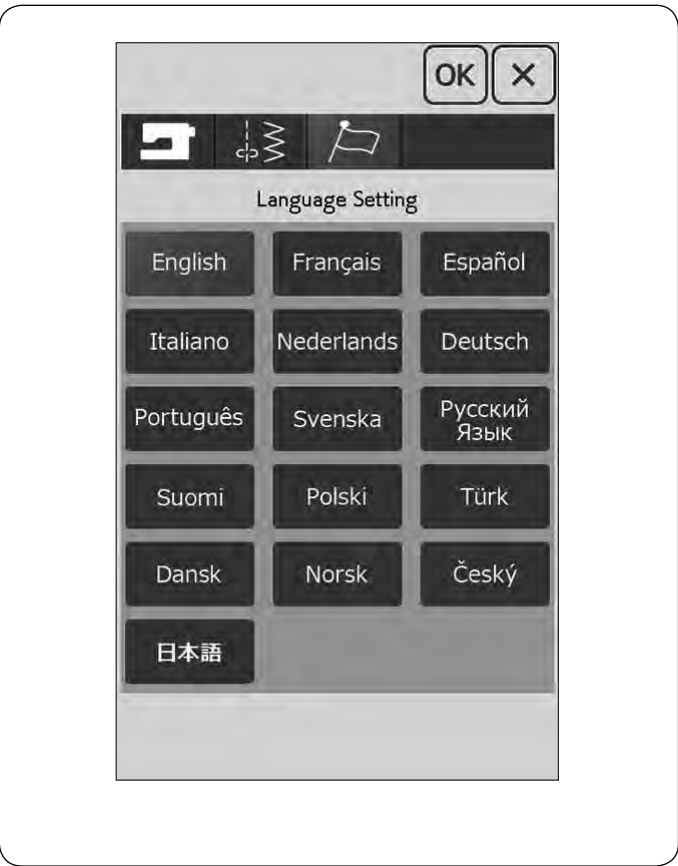 OK ×
Language Setting
English Français Español
Italiano Nederlands Deutsch
Português Svenska Русский
Язык
Suomi Polski Türk
Dansk Norsk Český
日本語